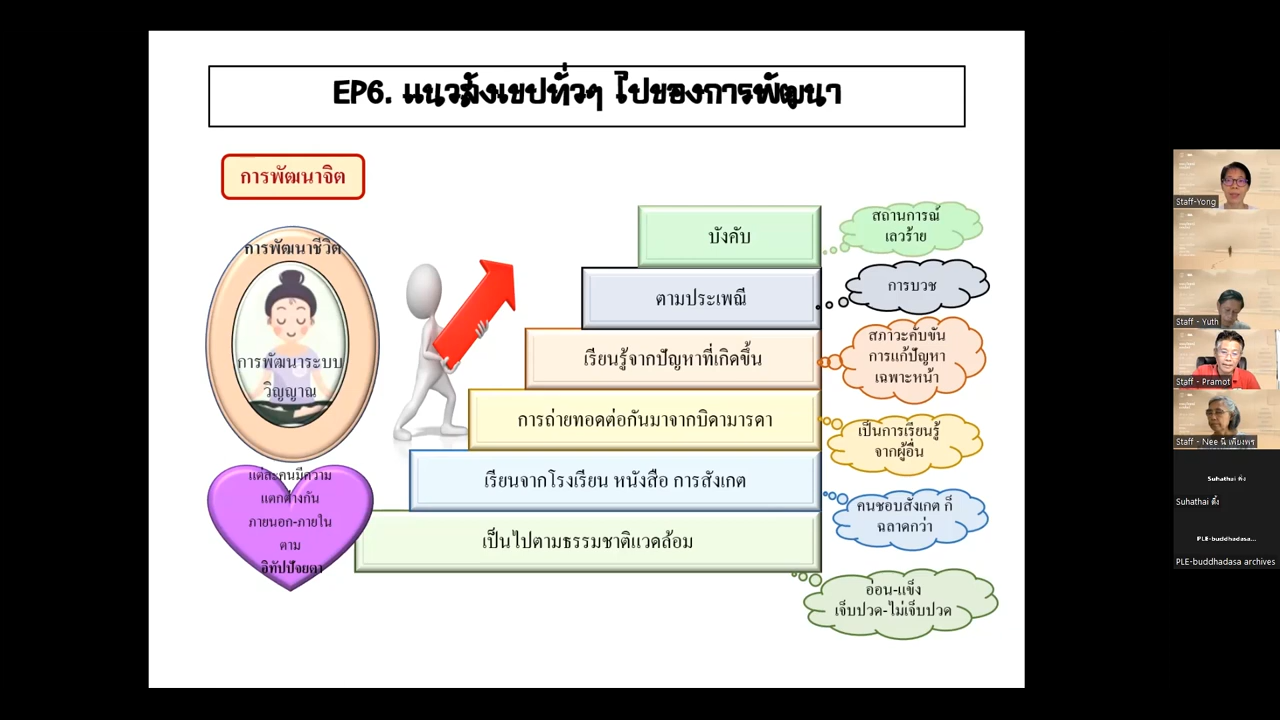 EP6. แนวสังเขปทั่วๆ ไปของการพัฒนา
การพัฒนาจิต
การพัฒนาชีวิต
การพัฒนาระบบ
วิญญาณ
แต่ละคนมีความ
แตกต่างกัน
ภายนอก-ภายใน
ตาม
อิทัปปัจยตา
บังคับ
สถานการณ์
เลวร้าย
ตามประเพณี
การบวช
เรียนรู้จากปัญหาที่เกิดขึ้น
สภาวะคับขัน
การแก้ปัญหา
เฉพาะหน้า
การถ่ายทอดต่อกันมาจากบิดามารดา
เป็นการเรียนรู้
จากผู้อื่น
เรียนจากโรงเรียน หนังสือ การสังเกต
คนชอบสังเกต ก็
ฉลาดกว่า
เป็นไปตามธรรมชาติแวดล้อม
อ่อน-แข็ง
เจ็บปวด-ไม่เจ็บปวด
Staff-Yong
Staff - Yuth
Staff - Pramot
Staff - Nee นี เพียงพร
Suhathai ติ๋ง
Suhathai ติ๋ง
PLE-buddhadasa...
PLE-buddhadasa archives